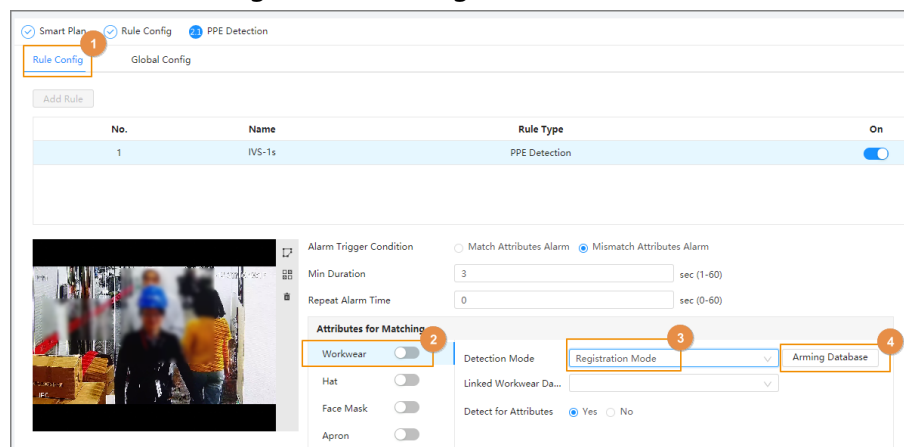 Smart Plan Rule Config 2.1 PPE Detection
1
Rule Config Global Config
Add Rule
No. Name Rule Type On
1 IVS-1s PPE Detection
Alarm Trigger Condition Match Attributes Alarm Mismatch Attributes Alarm
Min Duration 3 sec (1-60)
Repeat Alarm Time 0 sec (0-60)
Attributes for Matching
2 3 4
Workwear Detection Mode Registration Mode Arming Database
Hat Linked Workwear Da...
Face Mask Detect for Attributes Yes No
Apron